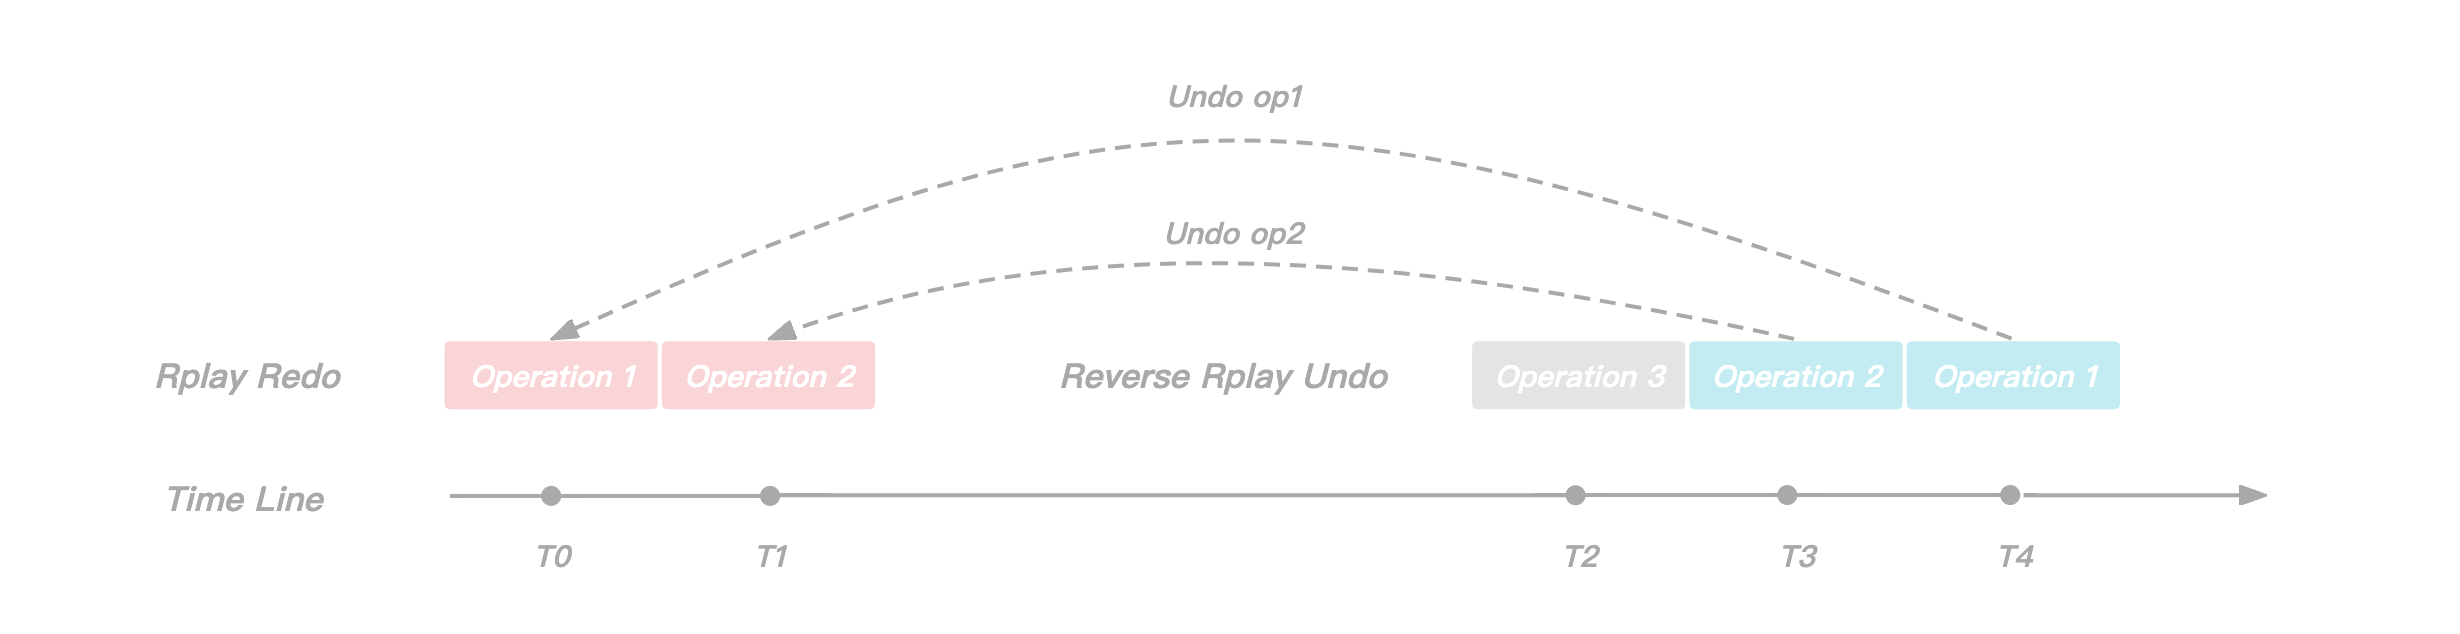 Undo op1
Undo op2
Rplay Redo
Operation 1
Operation 2
Reverse Rplay Undo
Operation 3
Operation 2
Operation 1
Time Line
T0
T1
T2
T3
T4